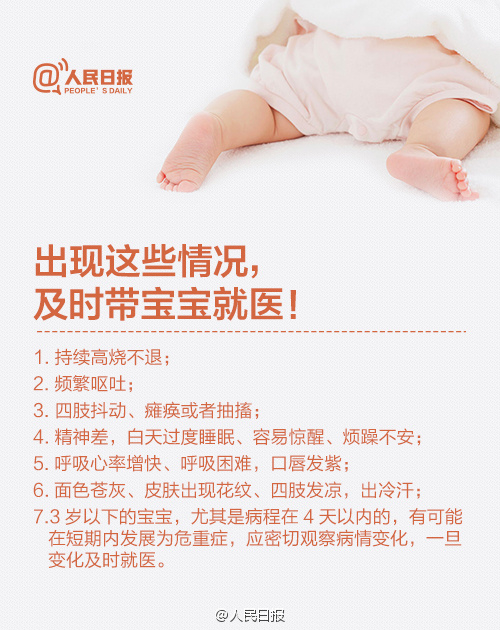 @人民日报
PEOPLE'S DAILY
出现这些情况，
及时带宝宝就医！
1. 持续高烧不退；
2. 频繁呕吐；
3. 四肢抖动、瘫痪或者抽搐；
4. 精神差，白天过度睡眠、容易惊醒、烦躁不安；
5. 呼吸心率增快、呼吸困难，口唇发紫；
6. 面色苍灰、皮肤出现花纹、四肢发凉，出冷汗；
7.3 岁以下的宝宝，尤其是病程在 4 天以内的，有可能
在短期内发展为危重症，应密切观察病情变化，一旦
变化及时就医。
@人民日报